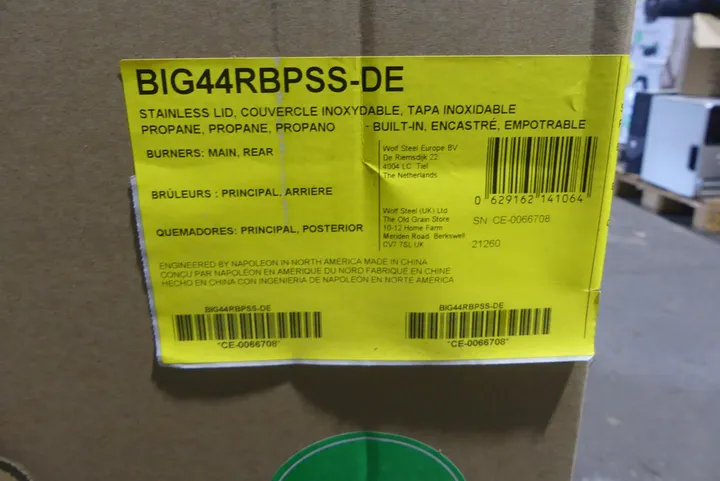 BIG44RBPSS-DE
STAINLESS LID, COUVERCLE INOXYDABLE, TAPA INOXIDABLE
PROPANE, PROPANE, PROPANO - BUILT-IN, ENCASTRÉ, EMPOTRABLE
BURNERS: MAIN, REAR
BRÛLEURS : PRINCIPAL, ARRIÈRE
QUEMADORES: PRINCIPAL, POSTERIOR
Wolf Steel Europe BV
De Riemsdijk 22
4004 LC. Tiel
The Netherlands
Wolf Steel (UK) Ltd
The Old Grain Store
10-12 Home Farm
Meriden Road, Berkswell
CV7 7SL UK
0 629162 141064
SN CE-0066708
21260
ENGINEERED BY NAPOLEON IN NORTH AMERICA MADE IN CHINA
CONÇU PAR NAPOLÉON EN AMÉRIQUE DU NORD FABRIQUÉ EN CHINE
HECHO EN CHINA CON INGENIERIA DE NAPOLEON EN NORTE AMERICA
BIG44RBPSS-DE
"CE-0066708"
BIG44RBPSS-DE
"CE-0066708"